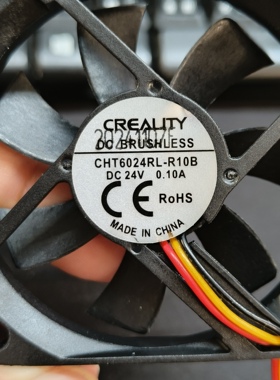 CREALITY
DC BRUSHLESS
CHT6024RL-R10B
DC 24V 0.10A
CE RoHS
MADE IN CHINA